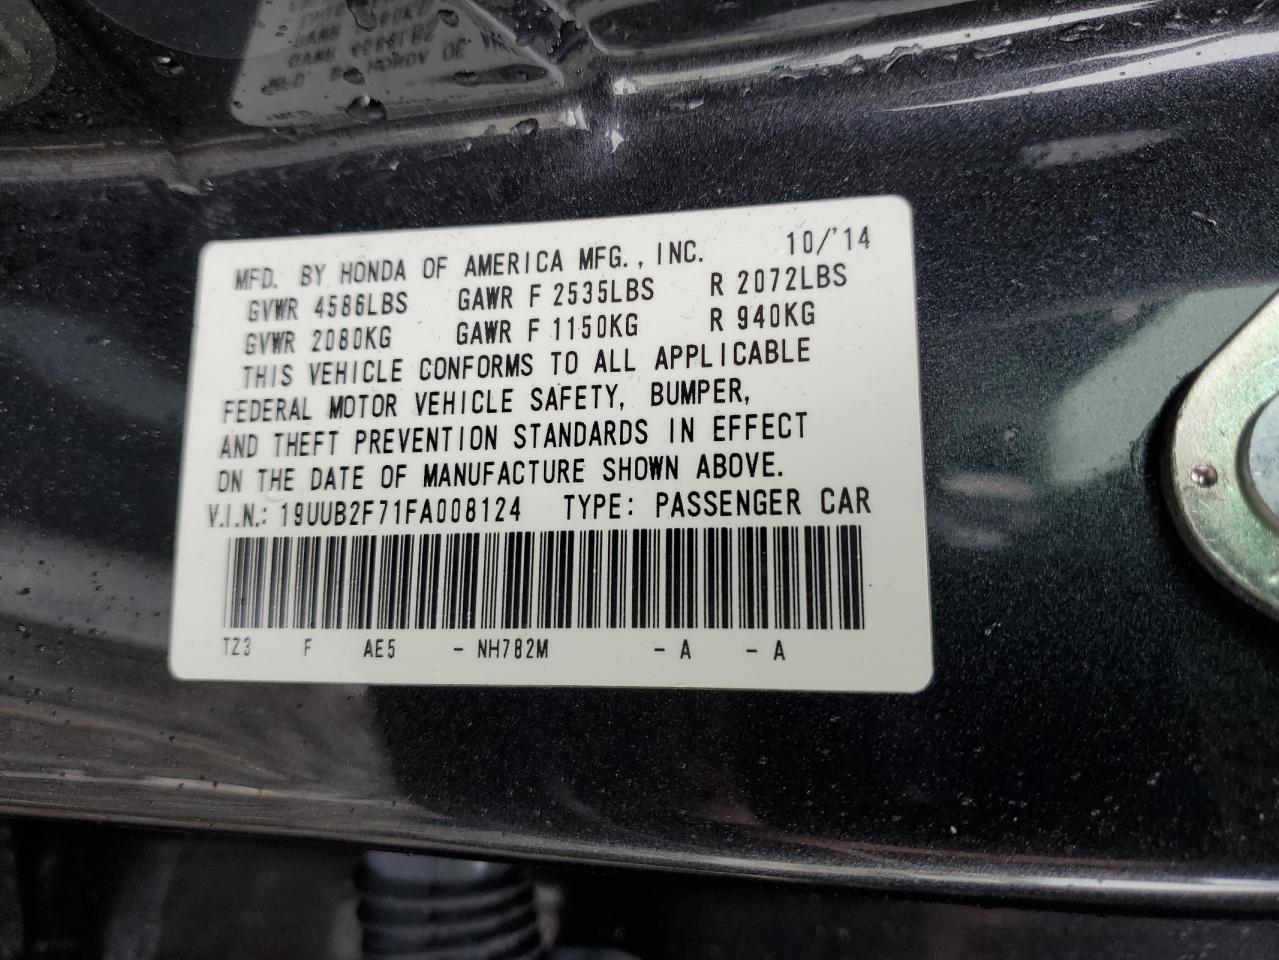 MFD. BY HONDA OF AMERICA MFG., INC. 10/'14
GVWR 4586LBS GAWR F 2535LBS R 2072LBS
GVWR 2080KG GAWR F 1150KG R 940KG
THIS VEHICLE CONFORMS TO ALL APPLICABLE
FEDERAL MOTOR VEHICLE SAFETY, BUMPER,
AND THEFT PREVENTION STANDARDS IN EFFECT
ON THE DATE OF MANUFACTURE SHOWN ABOVE.
V.I.N.: 19UUB2F71FA008124 TYPE: PASSENGER CAR
TZ3 F AE5 - NH782M - A - A